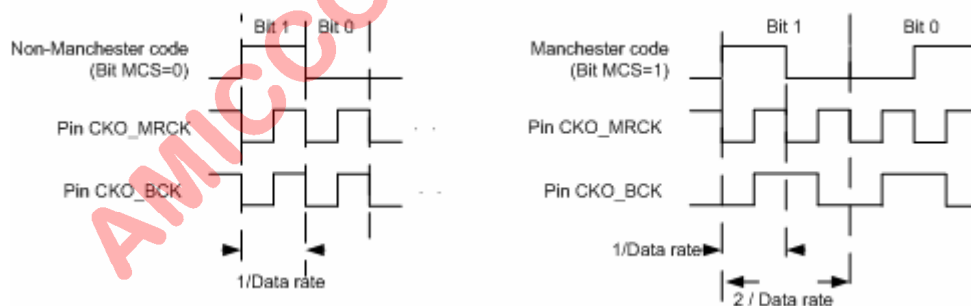 Bit 1 Bit 0
Non-Manchester code
(Bit MCS=0)
Pin CKO_MRCK
. .
Pin CKO_BCK
1/Data rate
Bit 1 Bit 0
Manchester code
(Bit MCS=1)
Pin CKO_MRCK
Pin CKO_BCK
1/Data rate
2 / Data rate
AMICCO